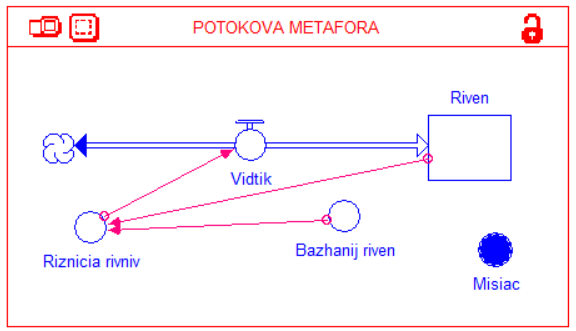 POTOKOVA METAFORA
Riven
Vidtik
Riznicia rivniv
Bazhanij riven
Misiac